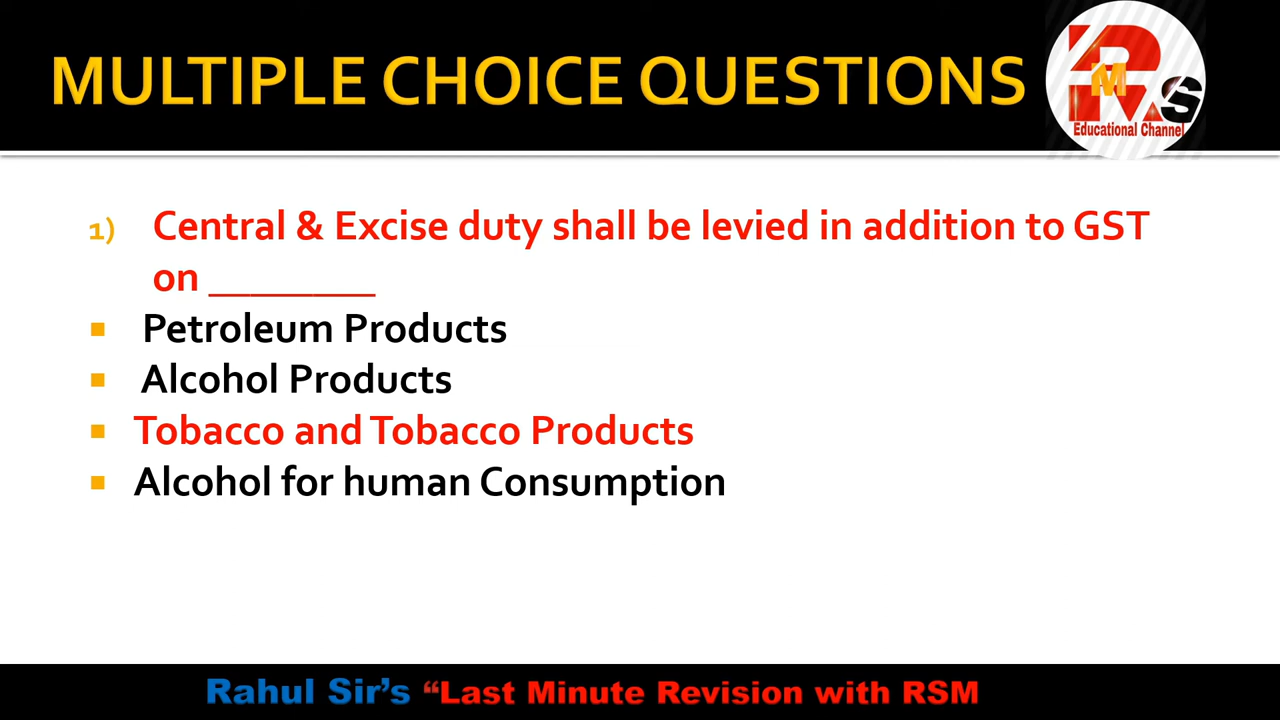 MULTIPLE CHOICE QUESTIONS
RMS
Educational Channel
1) Central & Excise duty shall be levied in addition to GST
on ________
Petroleum Products
Alcohol Products
Tobacco and Tobacco Products
Alcohol for human Consumption
Rahul Sir's “Last Minute Revision with RSM